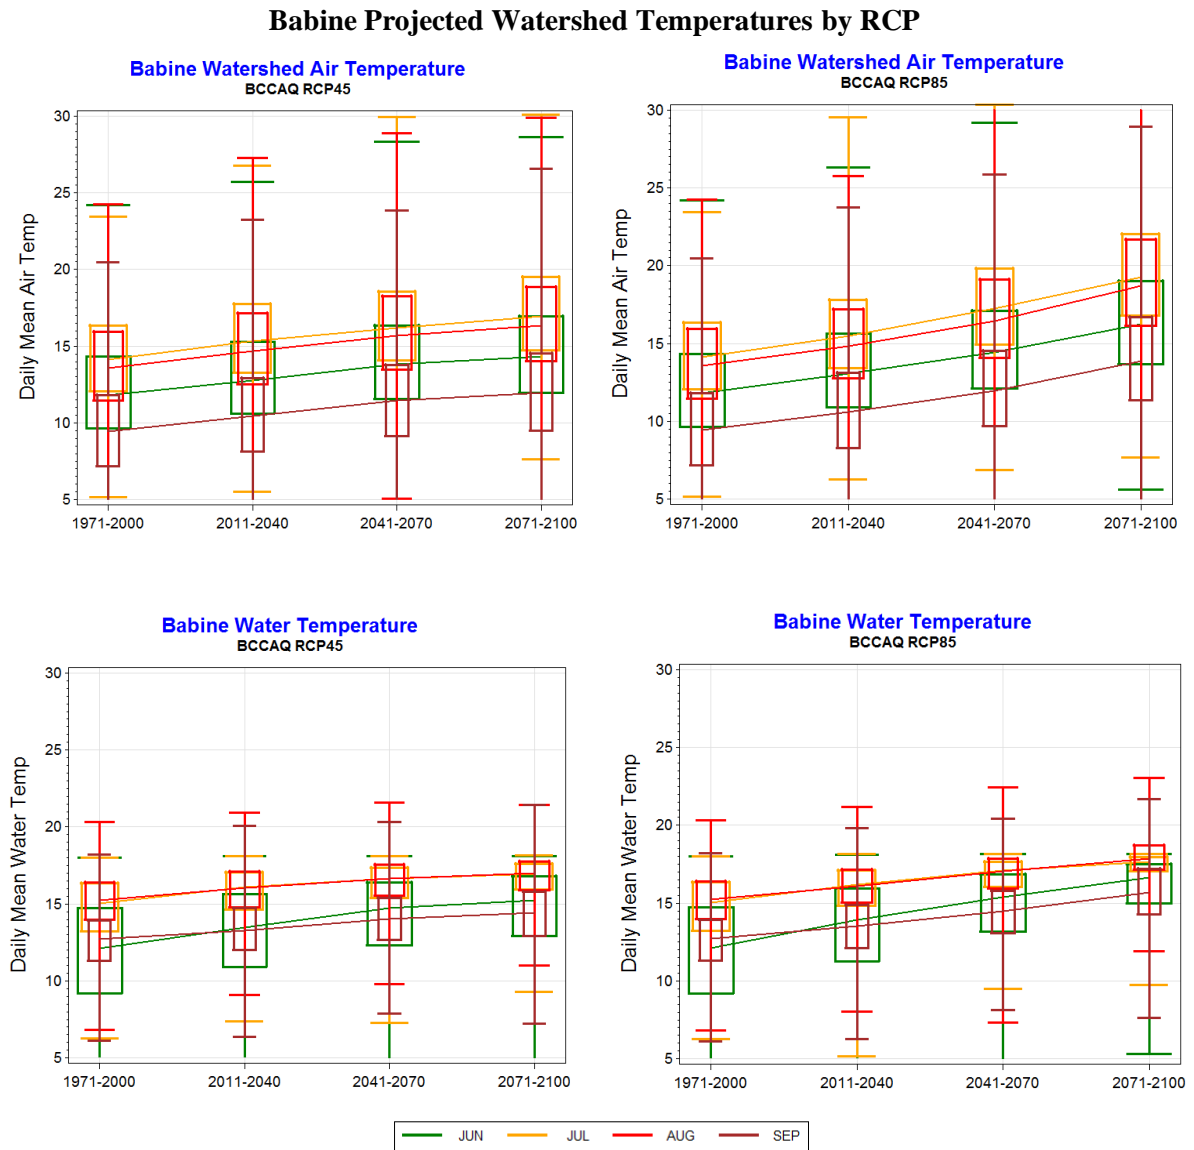 Babine Projected Watershed Temperatures by RCP
Babine Watershed Air Temperature
BCCAQ RCP45
Daily Mean Air Temp
30
25
20
15
10
5
1971-2000 2011-2040 2041-2070 2071-2100
Babine Watershed Air Temperature
BCCAQ RCP85
Daily Mean Air Temp
30
25
20
15
10
5
1971-2000 2011-2040 2041-2070 2071-2100
Babine Water Temperature
BCCAQ RCP45
Daily Mean Water Temp
30
25
20
15
10
5
1971-2000 2011-2040 2041-2070 2071-2100
Babine Water Temperature
BCCAQ RCP85
Daily Mean Water Temp
30
25
20
15
10
5
1971-2000 2011-2040 2041-2070 2071-2100
JUN JUL AUG SEP